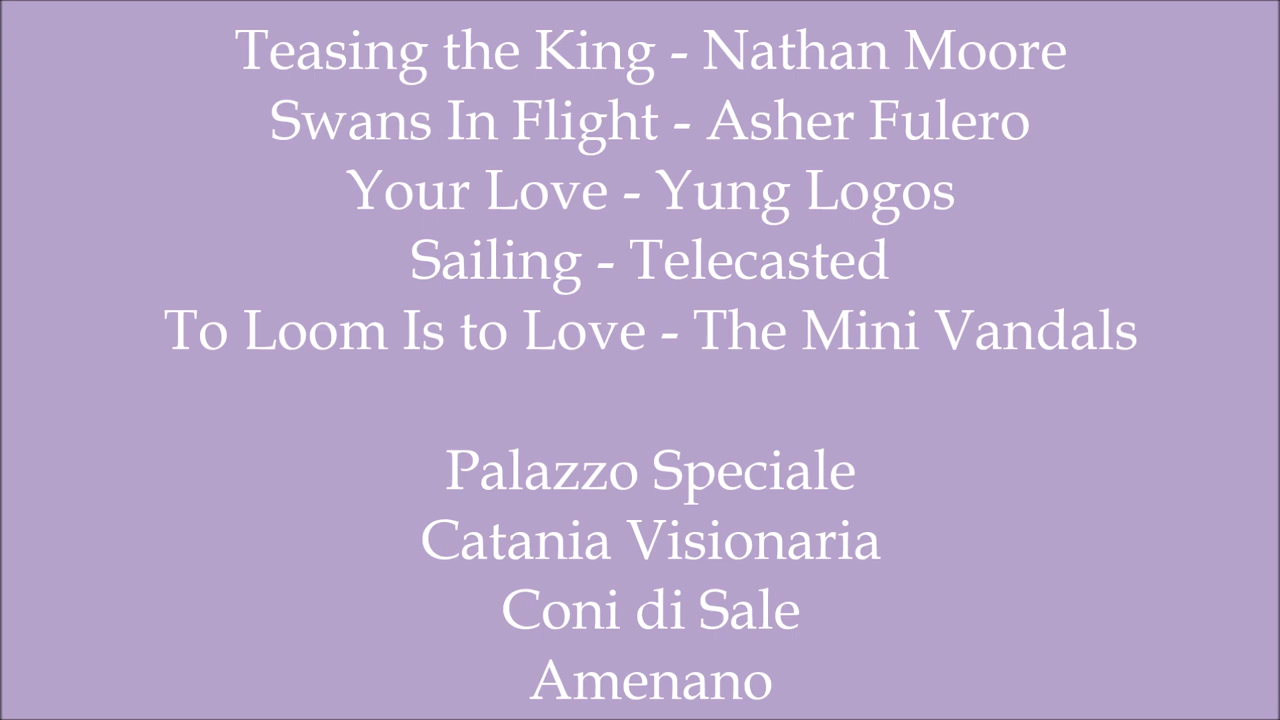 Teasing the King - Nathan Moore
Swans In Flight - Asher Fulero
Your Love - Yung Logos
Sailing - Telecasted
To Loom Is to Love - The Mini Vandals
Palazzo Speciale
Catania Visionaria
Coni di Sale
Amenano